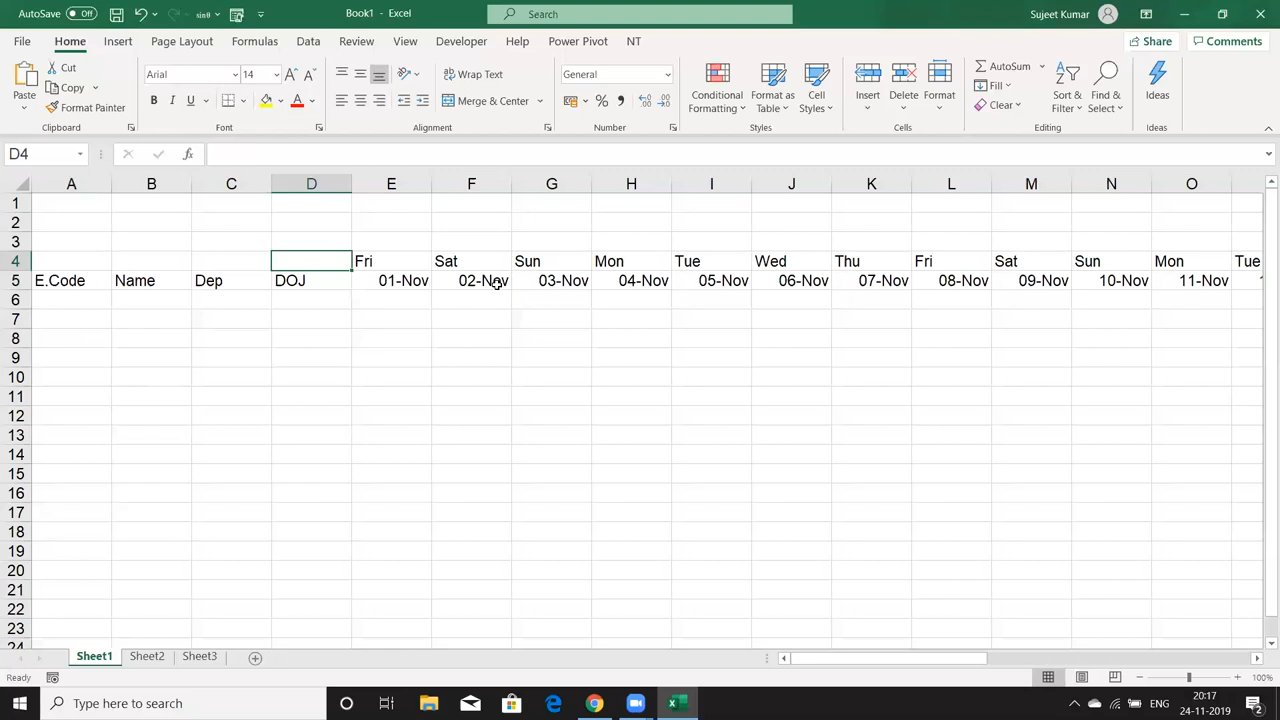 AutoSave Off Book1 - Excel Search Sujeet Kumar
File Home Insert Page Layout Formulas Data Review View Developer Help Power Pivot NT Share Comments
Paste Cut Copy Format Painter Clipboard
Arial 14 B I U Font
Wrap Text Merge & Center Alignment
General % Number
Conditional Formatting Format as Table Cell Styles Styles
Insert Delete Format Cells
AutoSum Fill Clear Sort & Filter Find & Select Editing
Ideas Ideas
D4 fx
A B C D E F G H I J K L M N O
1
2
3
4 Fri Sat Sun Mon Tue Wed Thu Fri Sat Sun Mon Tue
5 E.Code Name Dep DOJ 01-Nov 02-Nov 03-Nov 04-Nov 05-Nov 06-Nov 07-Nov 08-Nov 09-Nov 10-Nov 11-Nov
6
7
8
9
10
11
12
13
14
15
16
17
18
19
20
21
22
23
24
Sheet1 Sheet2 Sheet3
Ready 100%
Type here to search ENG 20:17
24-11-2019 2